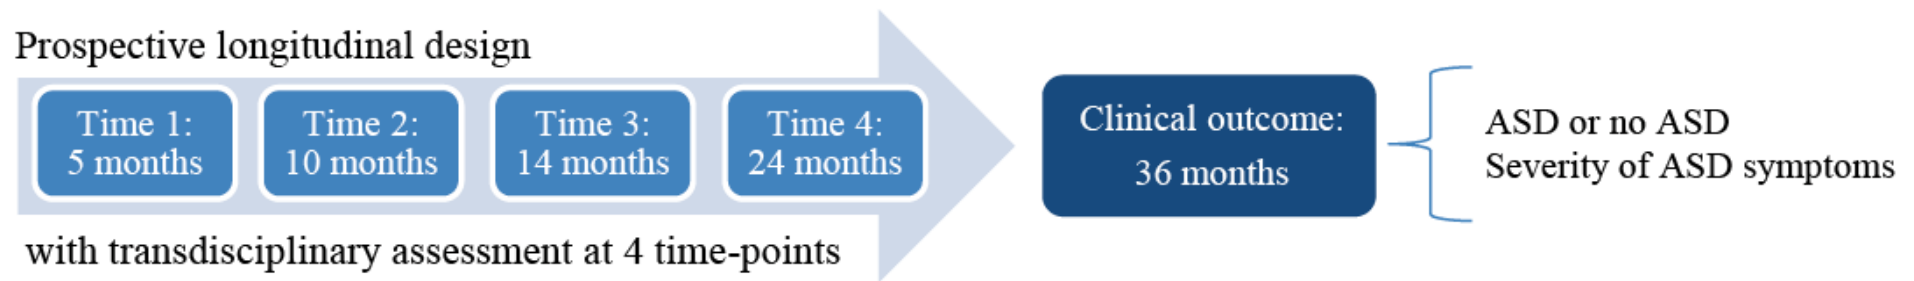 Prospective longitudinal design
Time 1:
5 months
Time 2:
10 months
Time 3:
14 months
Time 4:
24 months
with transdisciplinary assessment at 4 time-points
Clinical outcome:
36 months
ASD or no ASD
Severity of ASD symptoms